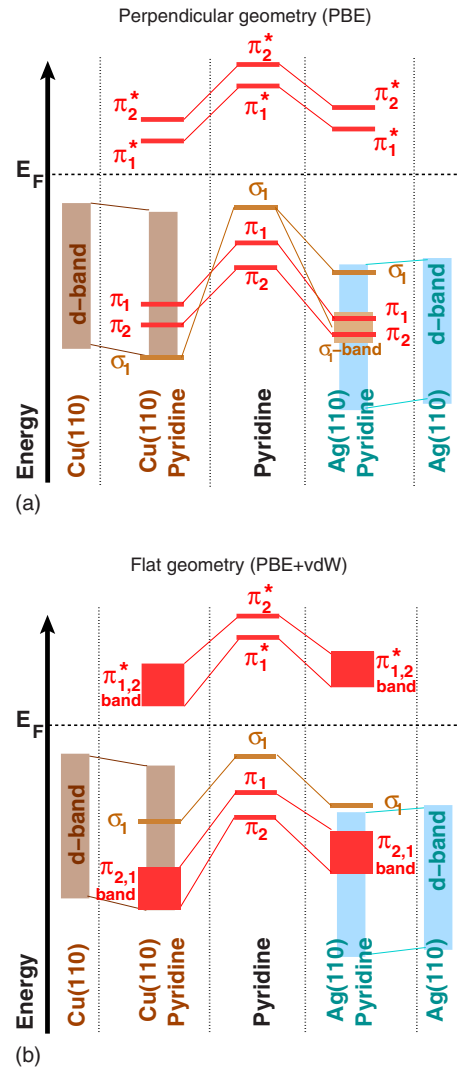 Perpendicular geometry (PBE)
π₂*
π₂*
π₂*
π₁*
π₁*
π₁*
E_F
σ₁
d-band
π₁
π₂
σ₁
π₁
π₂
σ₁
π₁
π₂
σ₁-band
d-band
Energy
Cu(110)
Cu(110)
Pyridine
Pyridine
Ag(110)
Pyridine
Ag(110)
(a)
Flat geometry (PBE+vdW)
π₂*
π₁*
π₁,₂*
band
π₁,₂*
band
E_F
σ₁
d-band
σ₁
π₁
π₂
σ₁
π₂,₁
band
π₂,₁
band
d-band
Energy
Cu(110)
Cu(110)
Pyridine
Pyridine
Ag(110)
Pyridine
Ag(110)
(b)